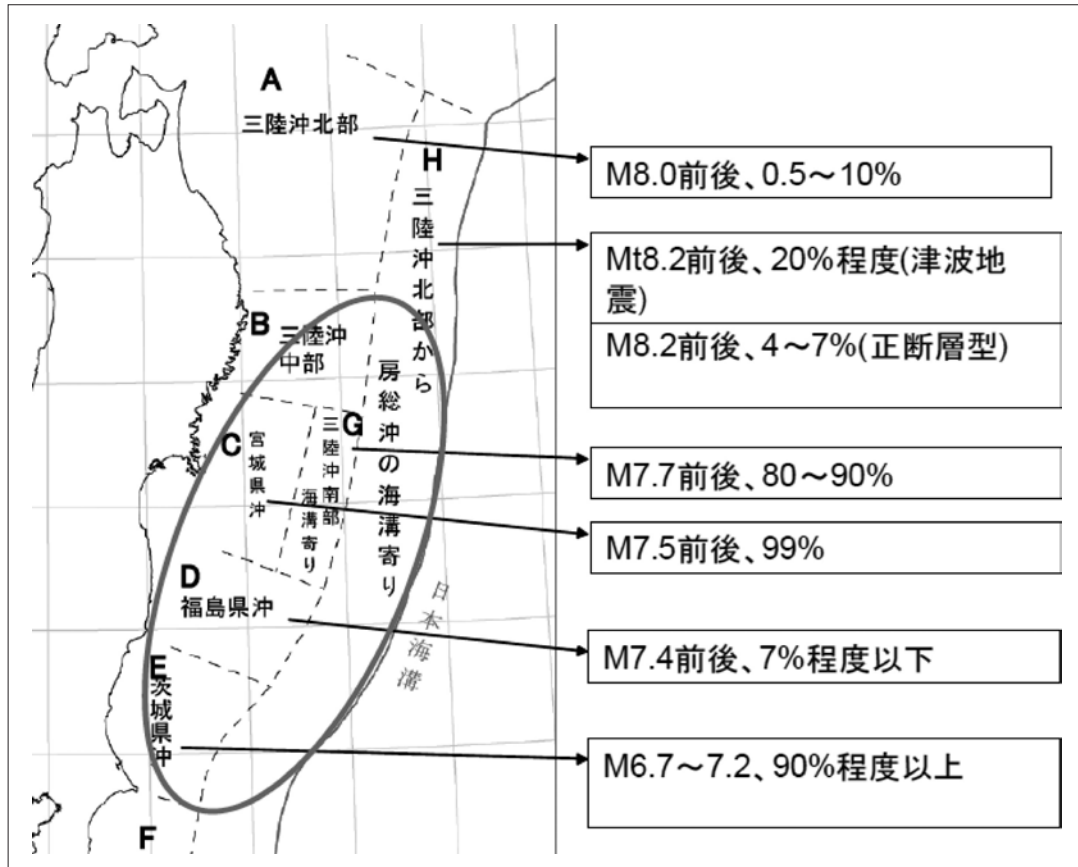 A
三陸沖北部
H
三陸沖北部から
房総沖の海溝寄り
B
三陸沖
中部
C
宮城県沖
G
三陸沖南部
海溝寄り
D
福島県沖
E
茨城県沖
F
日本海溝
M8.0前後、0.5～10%
Mt8.2前後、20%程度(津波地
震)
M8.2前後、4～7%(正断層型)
M7.7前後、80～90%
M7.5前後、99%
M7.4前後、7%程度以下
M6.7～7.2、90%程度以上